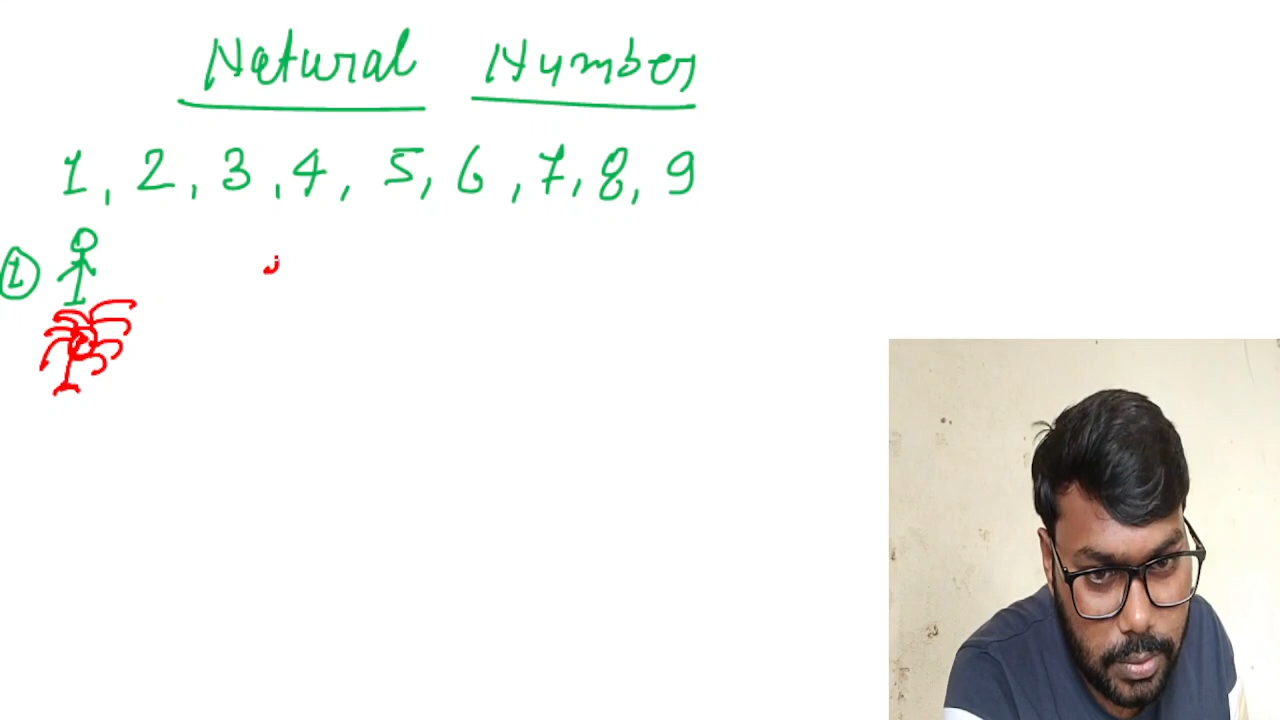 Natural Number
1, 2, 3, 4, 5, 6, 7, 8, 9
1